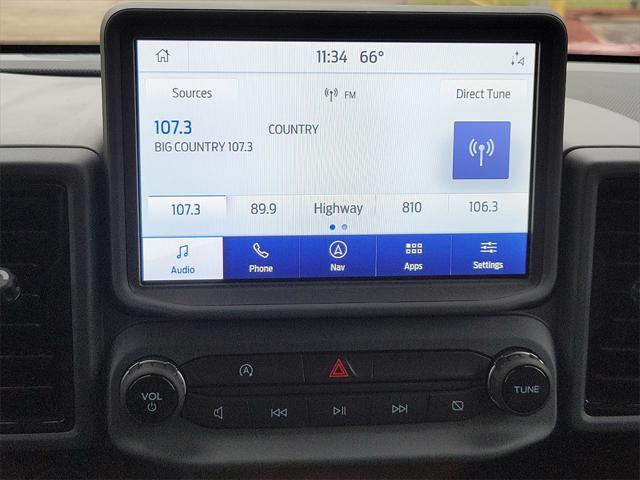 11:34 66°
Sources FM Direct Tune
107.3 COUNTRY
BIG COUNTRY 107.3
107.3 89.9 Highway 810 106.3
Audio Phone Nav Apps Settings
A
VOL TUNE